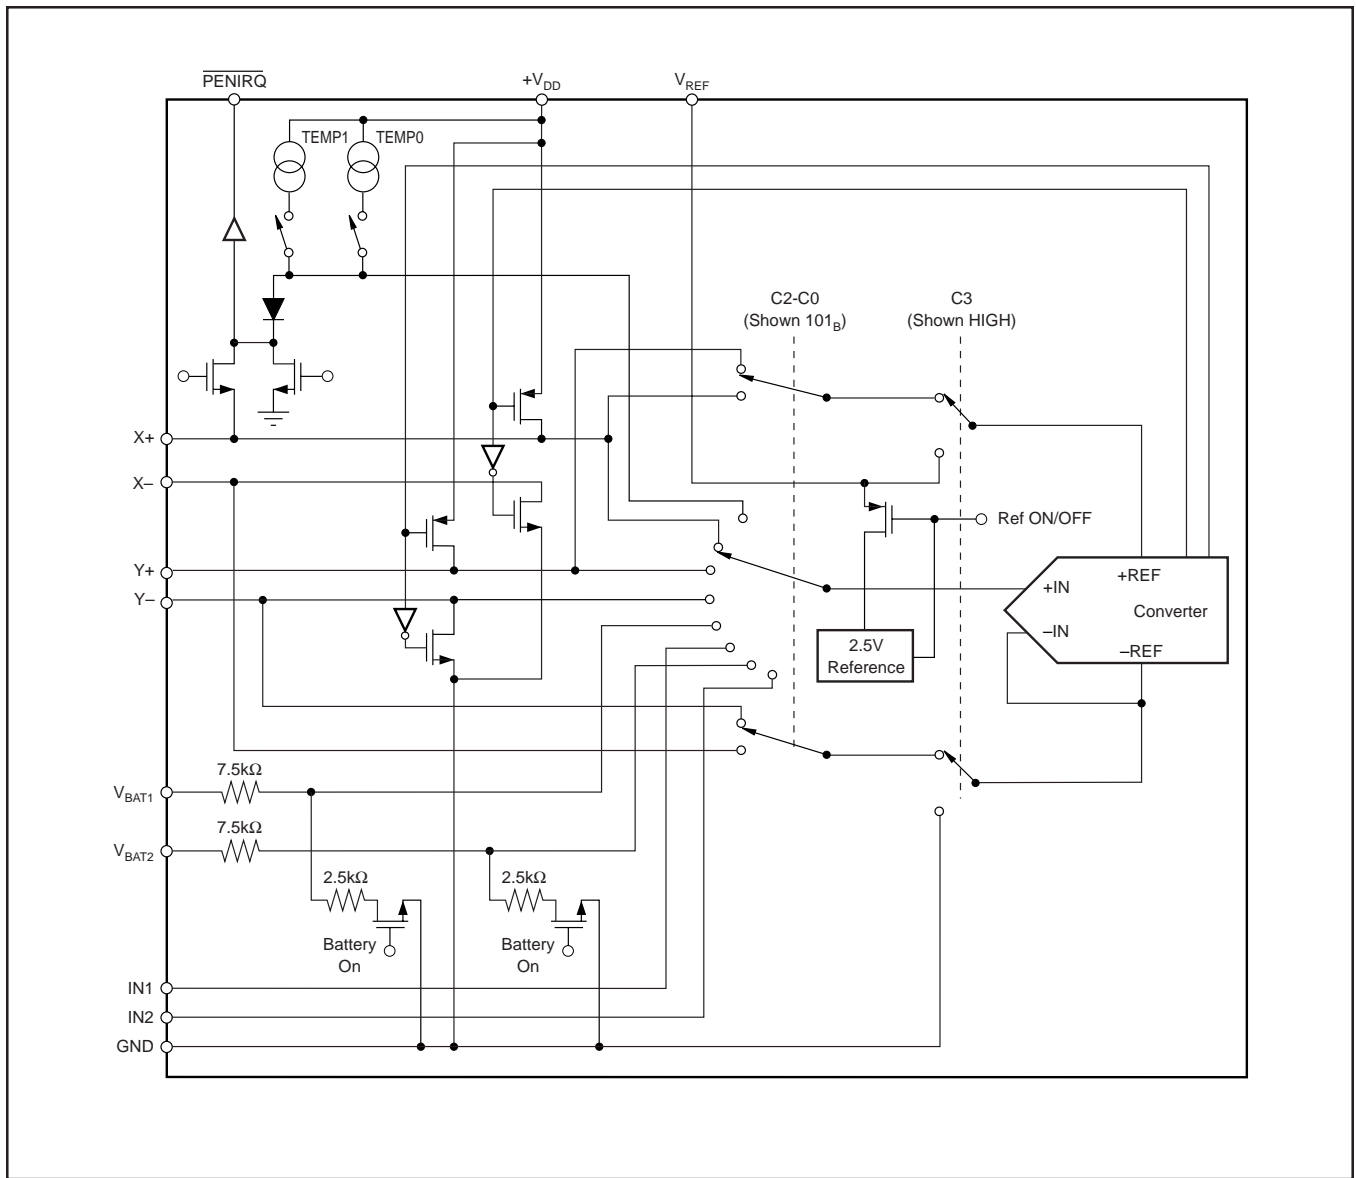 PENIRQ
+VDD
VREF
TEMP1
TEMP0
C2-C0
(Shown 101B)
C3
(Shown HIGH)
X+
X–
Ref ON/OFF
Y+
Y–
+REF
+IN
Converter
–IN
–REF
2.5V
Reference
7.5kΩ
VBAT1
7.5kΩ
VBAT2
2.5kΩ
2.5kΩ
Battery
On
Battery
On
IN1
IN2
GND